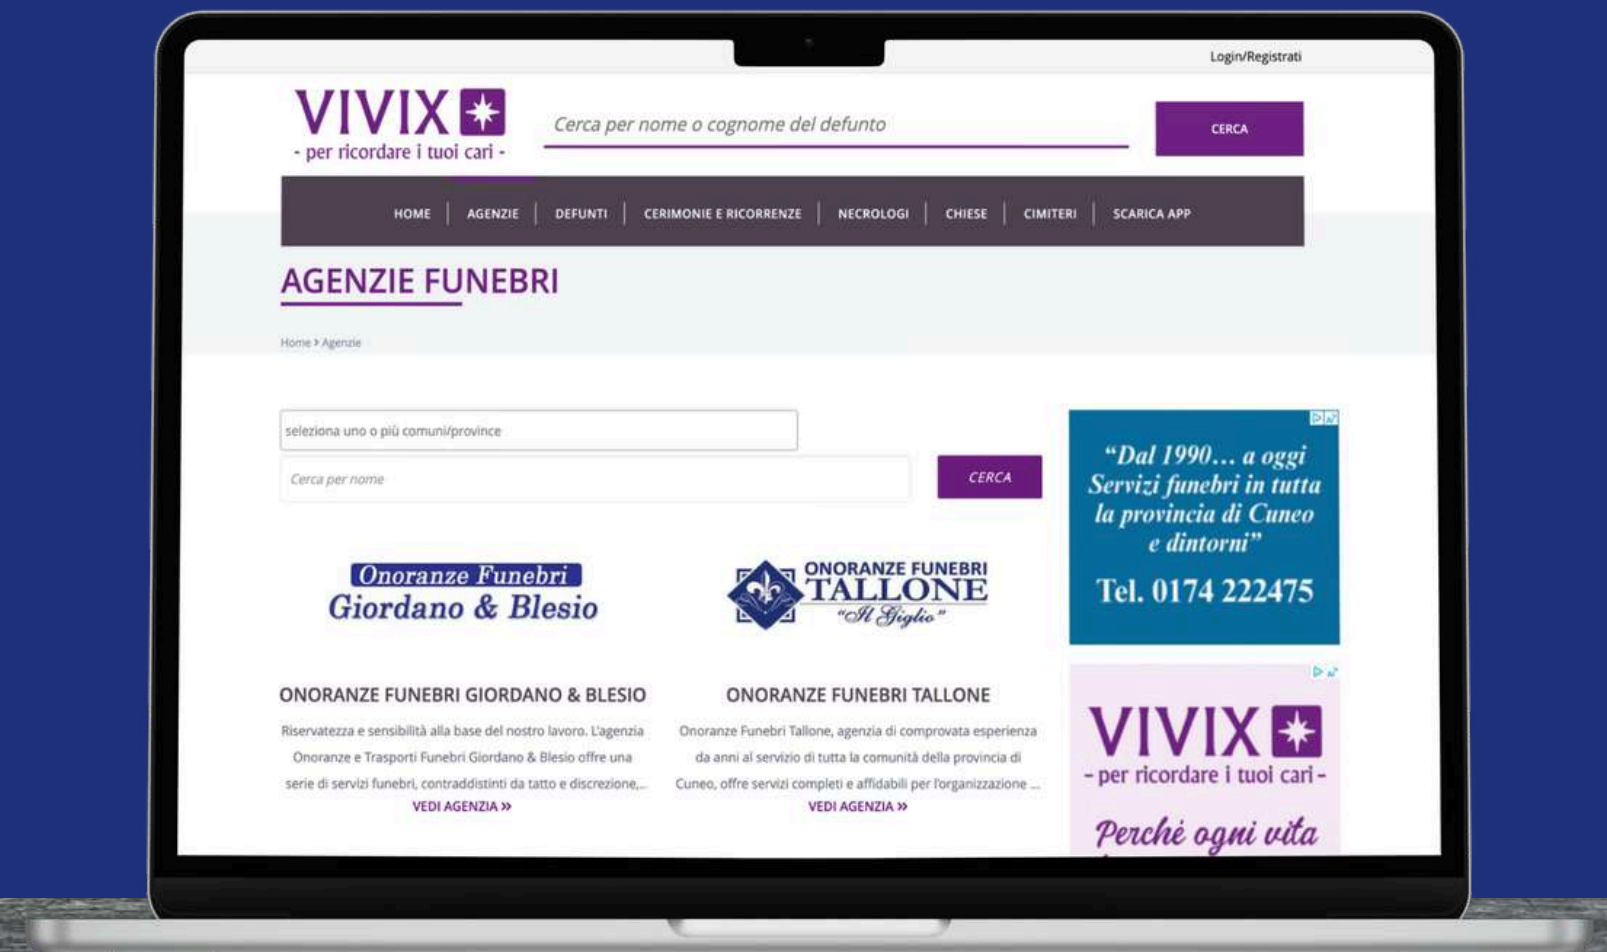 Login/Registrati
VIVIX
- per ricordare i tuoi cari -
Cerca per nome o cognome del defunto
CERCA
HOME
AGENZIE
DEFUNTI
CERIMONIE E RICORRENZE
NECROLOGI
CHIESE
CIMITERI
SCARICA APP
AGENZIE FUNEBRI
Home > Agenzie
seleziona uno o più comuni/province
Cerca per nome
CERCA
Onoranze Funebri
Giordano & Blesio
ONORANZE FUNEBRI GIORDANO & BLESIO
Riservatezza e sensibilità alla base del nostro lavoro. L'agenzia
Onoranze e Trasporti Funebri Giordano & Blesio offre una
serie di servizi funebri, contraddistinti da tatto e discrezione,...
VEDI AGENZIA »
ONORANZE FUNEBRI
TALLONE
"Il Giglio"
ONORANZE FUNEBRI TALLONE
Onoranze Funebri Tallone, agenzia di comprovata esperienza
da anni al servizio di tutta la comunità della provincia di
Cuneo, offre servizi completi e affidabili per l'organizzazione ...
VEDI AGENZIA »
“Dal 1990... a oggi
Servizi funebri in tutta
la provincia di Cuneo
e dintorni”
Tel. 0174 222475
VIVIX
- per ricordare i tuoi cari -
Perché ogni vita